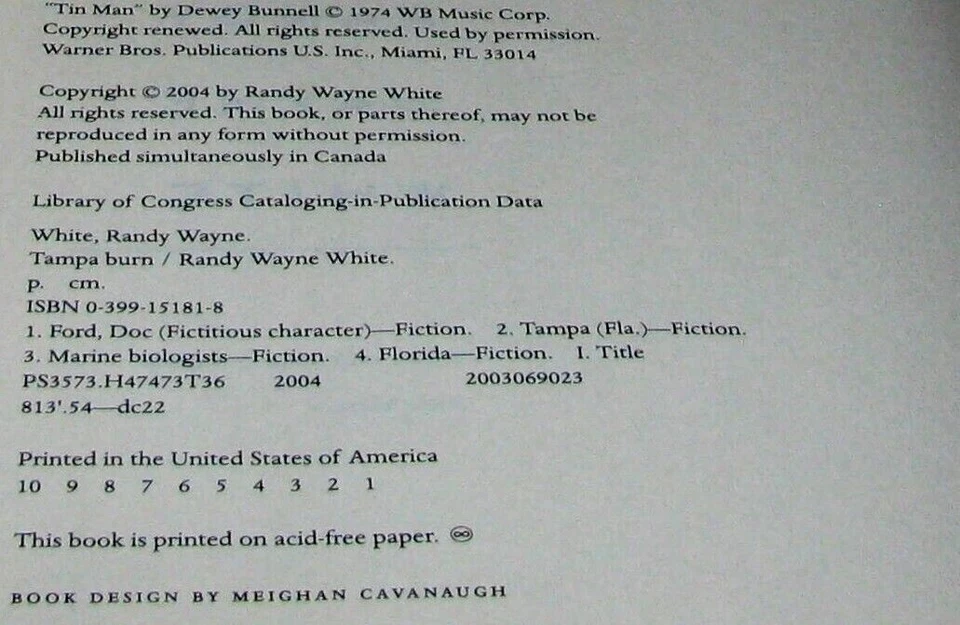 "Tin Man" by Dewey Bunnell © 1974 WB Music Corp.
Copyright renewed. All rights reserved. Used by permission.
Warner Bros. Publications U.S. Inc., Miami, FL 33014
Copyright © 2004 by Randy Wayne White
All rights reserved. This book, or parts thereof, may not be
reproduced in any form without permission.
Published simultaneously in Canada
Library of Congress Cataloging-in-Publication Data
White, Randy Wayne.
Tampa burn / Randy Wayne White.
p. cm.
ISBN 0-399-15181-8
1. Ford, Doc (Fictitious character)—Fiction. 2. Tampa (Fla.)—Fiction.
3. Marine biologists—Fiction. 4. Florida—Fiction. I. Title
PS3573.H47473T36 2004 2003069023
813'.54—dc22
Printed in the United States of America
10 9 8 7 6 5 4 3 2 1
This book is printed on acid-free paper. ♾
BOOK DESIGN BY MEIGHAN CAVANAUGH